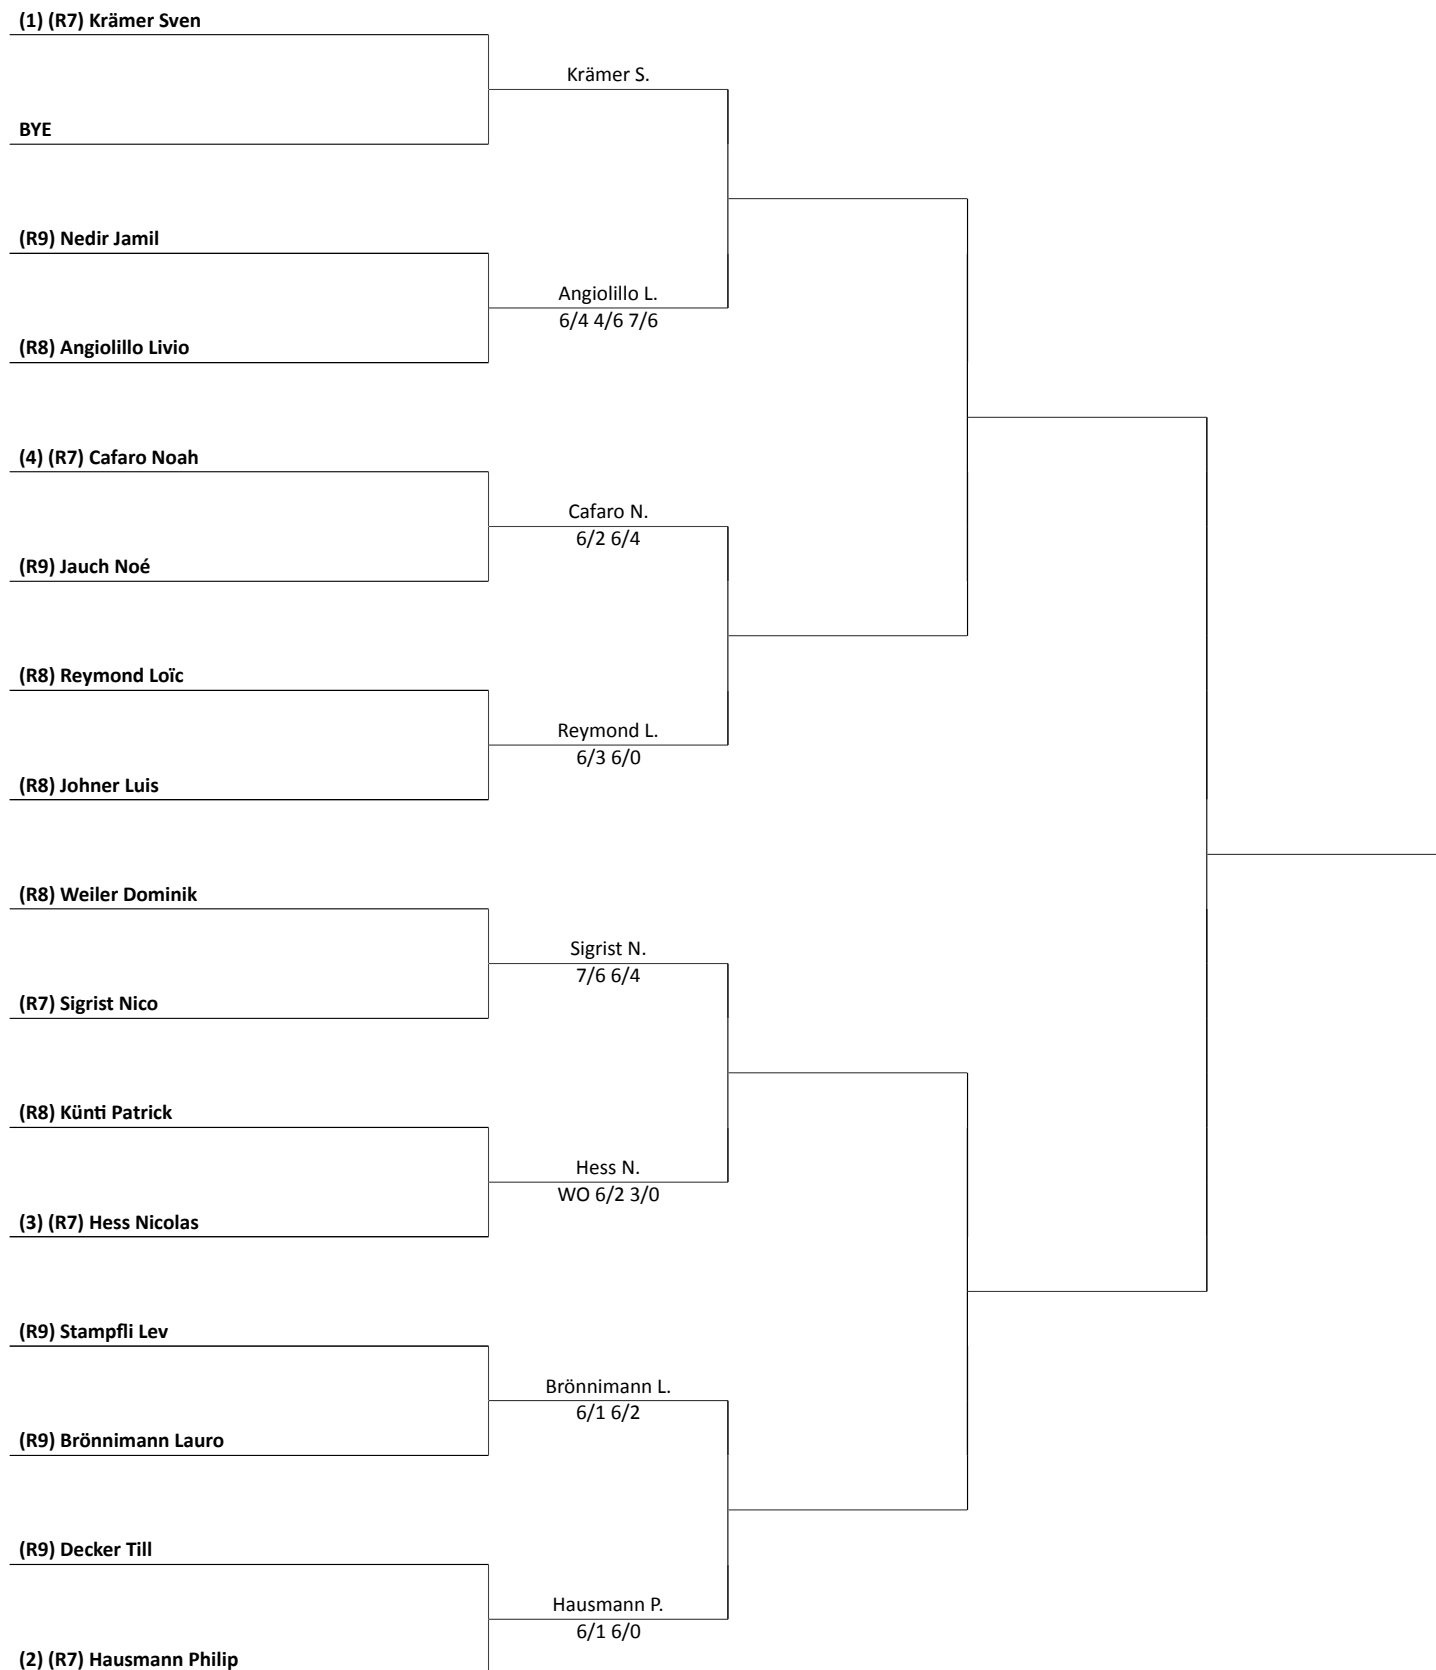 (1) (R7) Krämer Sven
Krämer S.
BYE
(R9) Nedir Jamil
Angiolillo L.
6/4 4/6 7/6
(R8) Angiolillo Livio
(4) (R7) Cafaro Noah
Cafaro N.
6/2 6/4
(R9) Jauch Noé
(R8) Reymond Loïc
Reymond L.
6/3 6/0
(R8) Johner Luis
(R8) Weiler Dominik
Sigrist N.
7/6 6/4
(R7) Sigrist Nico
(R8) Künti Patrick
Hess N.
WO 6/2 3/0
(3) (R7) Hess Nicolas
(R9) Stampfli Lev
Brönnimann L.
6/1 6/2
(R9) Brönnimann Lauro
(R9) Decker Till
Hausmann P.
6/1 6/0
(2) (R7) Hausmann Philip